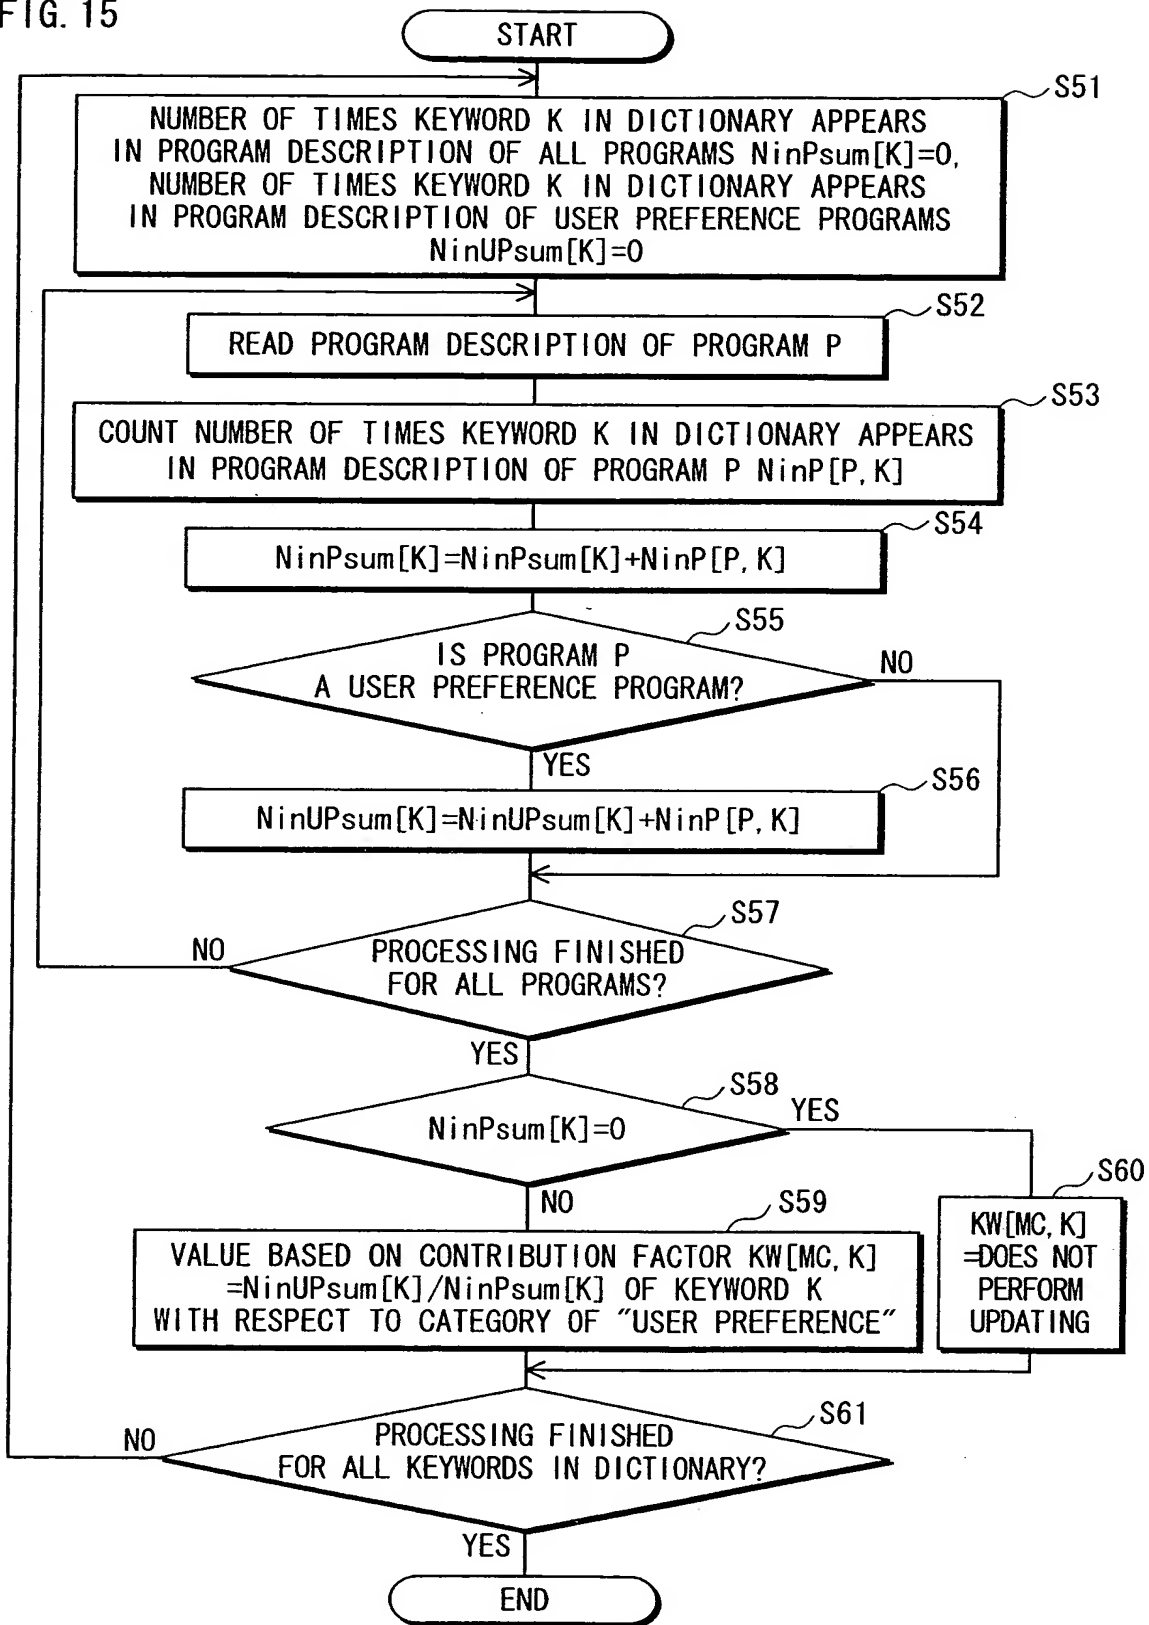 FIG. 15
START
S51
NUMBER OF TIMES KEYWORD K IN DICTIONARY APPEARS
IN PROGRAM DESCRIPTION OF ALL PROGRAMS NinPsum[K]=0,
NUMBER OF TIMES KEYWORD K IN DICTIONARY APPEARS
IN PROGRAM DESCRIPTION OF USER PREFERENCE PROGRAMS
NinUPsum[K]=0
S52
READ PROGRAM DESCRIPTION OF PROGRAM P
S53
COUNT NUMBER OF TIMES KEYWORD K IN DICTIONARY APPEARS
IN PROGRAM DESCRIPTION OF PROGRAM P NinP[P,K]
S54
NinPsum[K]=NinPsum[K]+NinP[P,K]
S55
IS PROGRAM P
A USER PREFERENCE PROGRAM?
NO
YES
S56
NinUPsum[K]=NinUPsum[K]+NinP[P,K]
S57
PROCESSING FINISHED
FOR ALL PROGRAMS?
NO
YES
S58
NinPsum[K]=0
YES
NO
S59
VALUE BASED ON CONTRIBUTION FACTOR KW[MC,K]
=NinUPsum[K]/NinPsum[K] OF KEYWORD K
WITH RESPECT TO CATEGORY OF "USER PREFERENCE"
S60
KW[MC,K]
=DOES NOT
PERFORM
UPDATING
S61
PROCESSING FINISHED
FOR ALL KEYWORDS IN DICTIONARY?
NO
YES
END